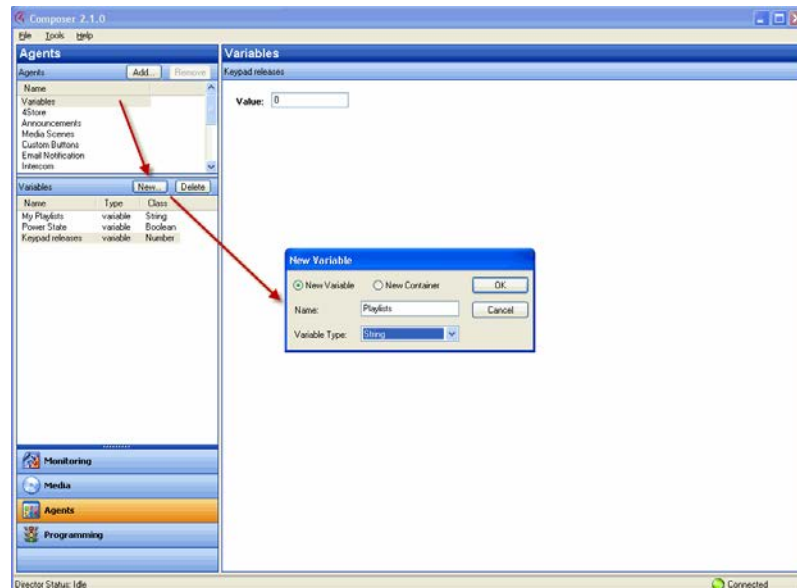 Composer 2.1.0
File Tools Help
Agents
Agents Add... Remove
Name
Variables
4Store
Announcements
Media Scenes
Custom Buttons
Email Notification
Intercom
Variables New... Delete
Name Type Class
My Playlists variable String
Power State variable Boolean
Keypad releases variable Number
Monitoring
Media
Agents
Programming
Variables
Keypad releases
Value: 0
New Variable
New Variable New Container OK
Name: Playlists Cancel
Variable Type: String
Director Status: Idle Connected